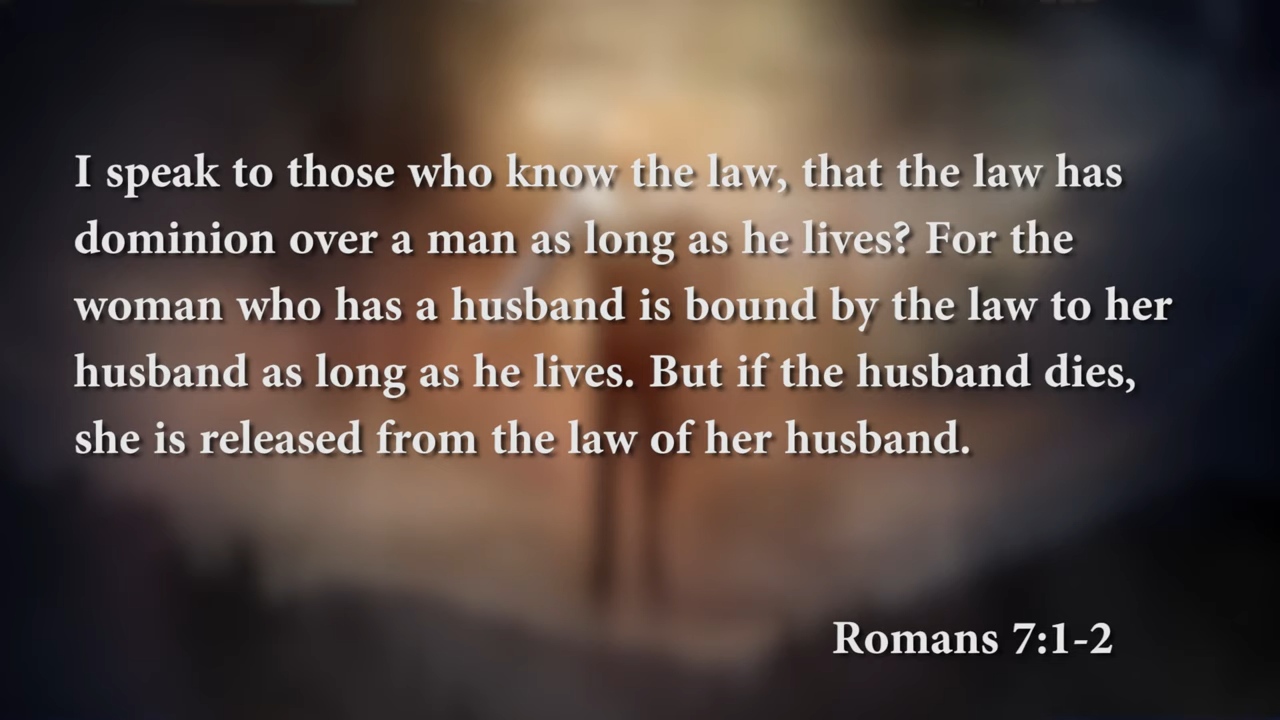 I speak to those who know the law, that the law has
dominion over a man as long as he lives? For the
woman who has a husband is bound by the law to her
husband as long as he lives. But if the husband dies,
she is released from the law of her husband.
Romans 7:1-2